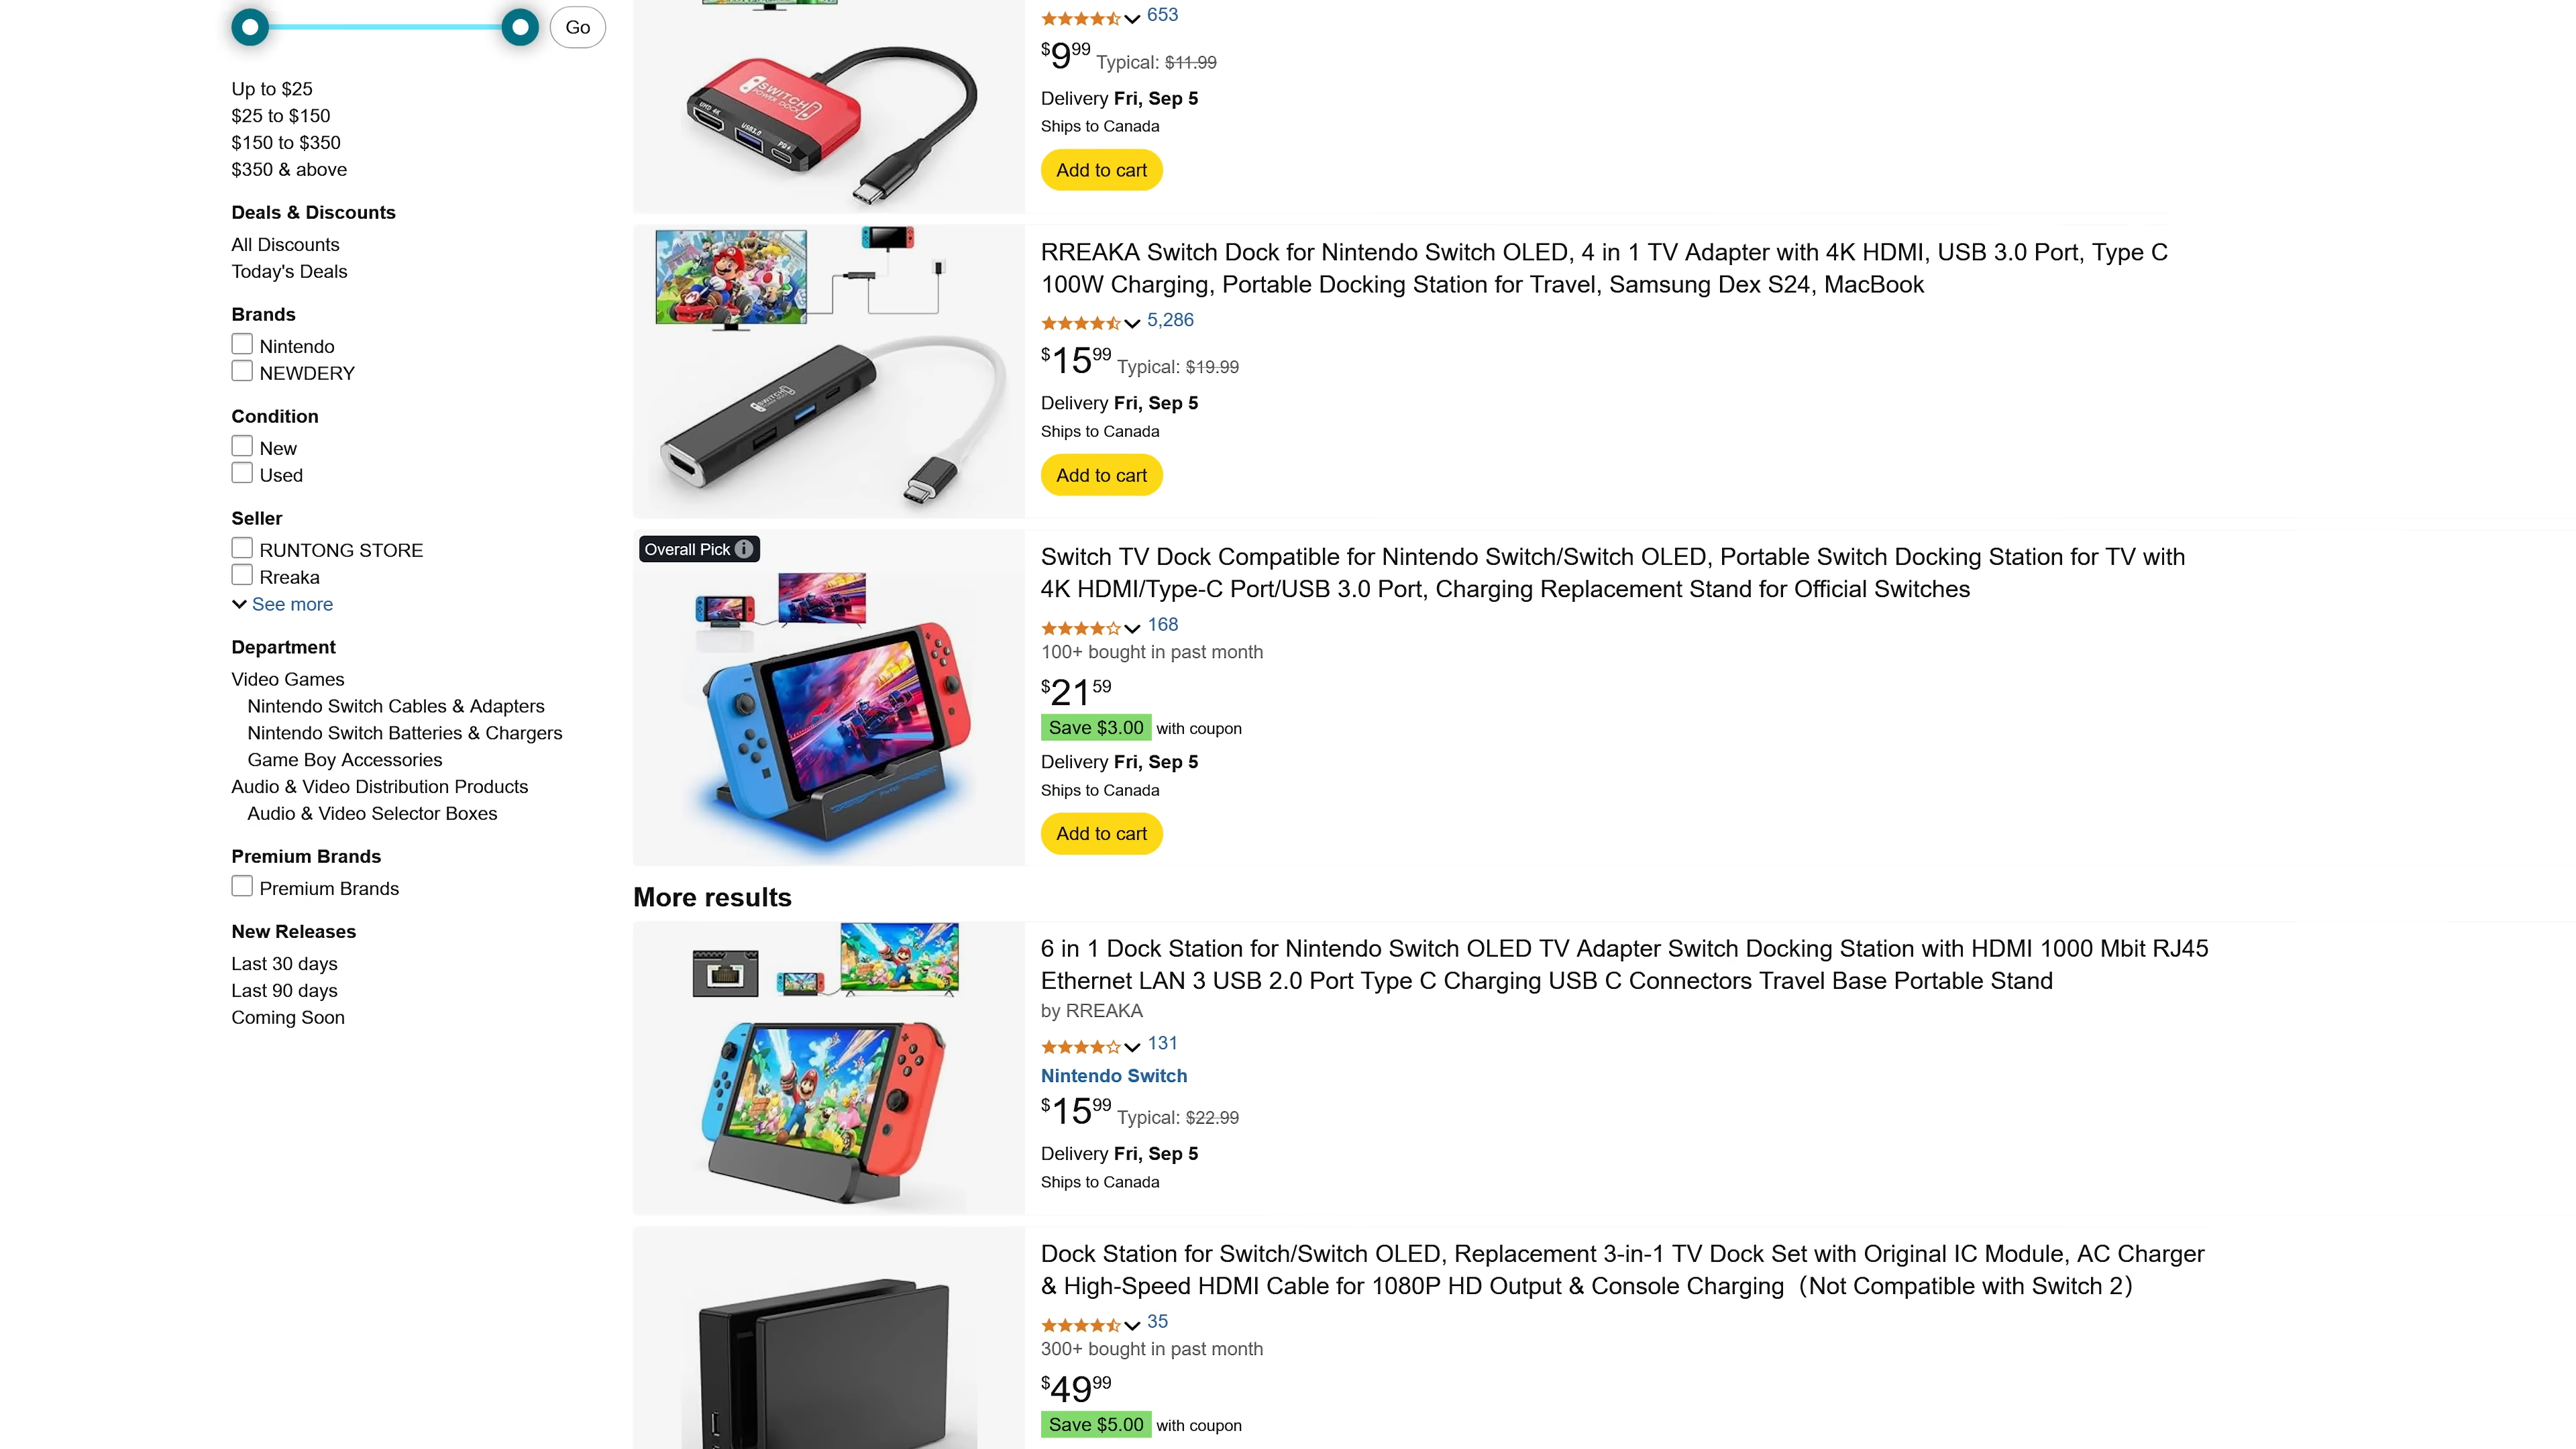 Go
Up to $25
$25 to $150
$150 to $350
$350 & above
Deals & Discounts
All Discounts
Today's Deals
Brands
Nintendo
NEWDERY
Condition
New
Used
Seller
RUNTONG STORE
Rreaka
See more
Department
Video Games
Nintendo Switch Cables & Adapters
Nintendo Switch Batteries & Chargers
Game Boy Accessories
Audio & Video Distribution Products
Audio & Video Selector Boxes
Premium Brands
Premium Brands
New Releases
Last 30 days
Last 90 days
Coming Soon
SWITCH
POWER DOCK
UHD 4K
USB3.0
PD
653
$9.99 Typical: $11.99
Delivery Fri, Sep 5
Ships to Canada
Add to cart
SWITCH
RREAKA Switch Dock for Nintendo Switch OLED, 4 in 1 TV Adapter with 4K HDMI, USB 3.0 Port, Type C
100W Charging, Portable Docking Station for Travel, Samsung Dex S24, MacBook
5,286
$15.99 Typical: $19.99
Delivery Fri, Sep 5
Ships to Canada
Add to cart
Overall Pick
Switch TV Dock Compatible for Nintendo Switch/Switch OLED, Portable Switch Docking Station for TV with
4K HDMI/Type-C Port/USB 3.0 Port, Charging Replacement Stand for Official Switches
168
100+ bought in past month
$21.59
Save $3.00 with coupon
Delivery Fri, Sep 5
Ships to Canada
Add to cart
More results
6 in 1 Dock Station for Nintendo Switch OLED TV Adapter Switch Docking Station with HDMI 1000 Mbit RJ45
Ethernet LAN 3 USB 2.0 Port Type C Charging USB C Connectors Travel Base Portable Stand
by RREAKA
131
Nintendo Switch
$15.99 Typical: $22.99
Delivery Fri, Sep 5
Ships to Canada
Dock Station for Switch/Switch OLED, Replacement 3-in-1 TV Dock Set with Original IC Module, AC Charger
& High-Speed HDMI Cable for 1080P HD Output & Console Charging（Not Compatible with Switch 2）
35
300+ bought in past month
$49.99
Save $5.00 with coupon